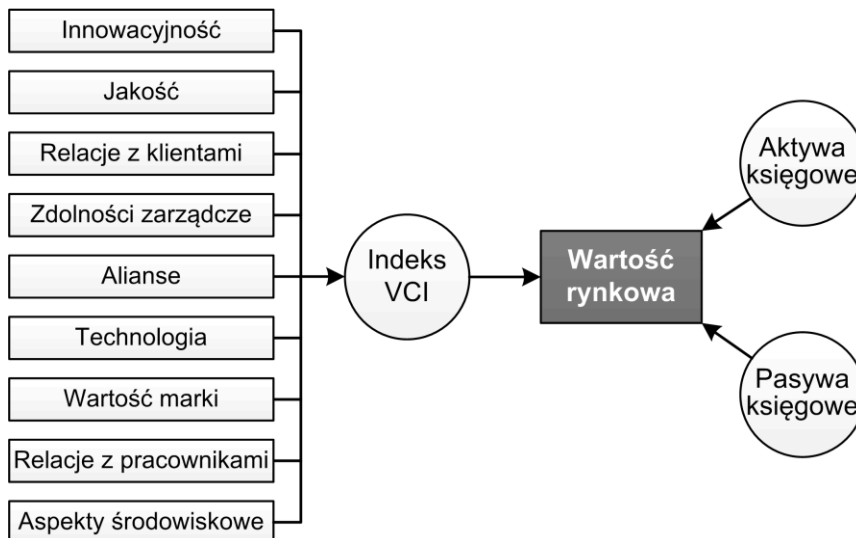 Innowacyjność
Jakość
Relacje z klientami
Zdolności zarządcze
Alianse
Technologia
Wartość marki
Relacje z pracownikami
Aspekty środowiskowe
Indeks
VCI
Wartość
rynkowa
Aktywa
księgowe
Pasywa
księgowe